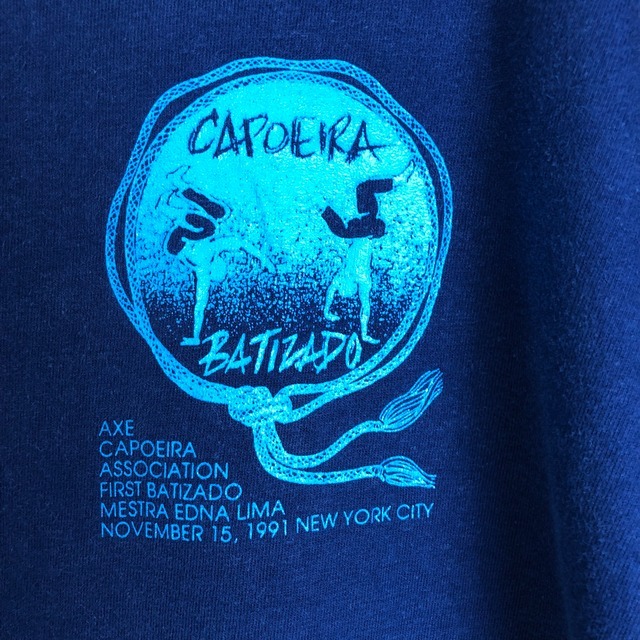 CAPOEIRA
BATIZADO
AXE
CAPOEIRA
ASSOCIATION
FIRST BATIZADO
MESTRA EDNA LIMA
NOVEMBER 15, 1991 NEW YORK CITY